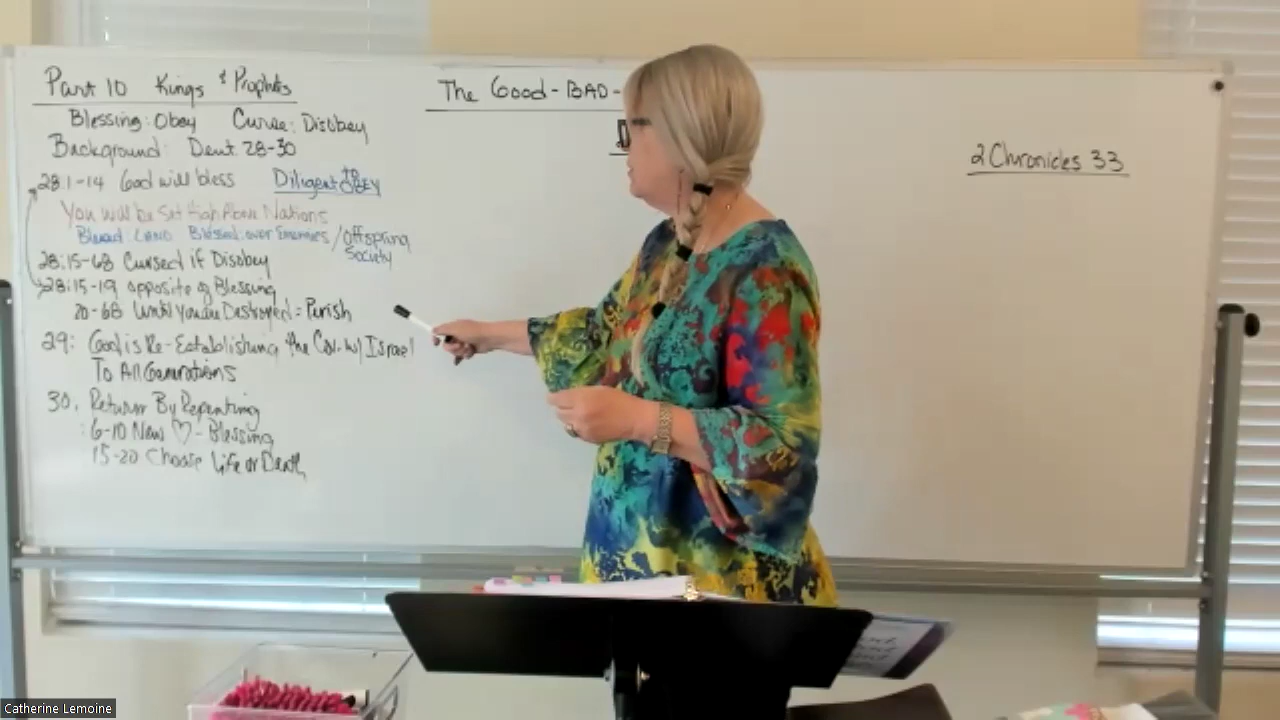 Part 10 Kings & Prophets
Blessing: Obey Curse: Disobey
Background: Deut. 28-30
28:1-14 God will bless Diligent to OBEY
You will be Set High Above Nations
Blessed: LAND Blessed: over Enemies / Offspring
Society
28:15-68 Cursed if Disobey
28:15-19 opposite of Blessing
20-68 Until you are Destroyed = Perish
29: God is Re-Establishing the Cov. w/ Israel
To All Generations
30. Return By Repenting
6-10 New ♡ - Blessing
15-20 Choose Life or Death
The Good-BAD-
D
2 Chronicles 33
Catherine Lemoine